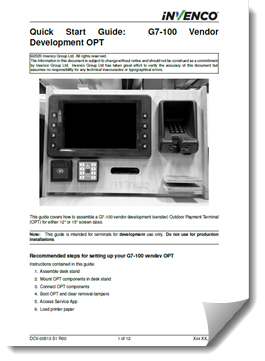 iNVENCO
Quick Start Guide: G7-100 Vendor
Development OPT
©2020 Invenco Group Ltd. All rights reserved.
The information in this document is subject to change without notice and should not be construed as a commitment
by Invenco Group Ltd. Invenco Group Ltd has taken great effort to verify the accuracy of this document but
assumes no responsibility for any technical inaccuracies or typographical errors.
This guide covers how to assemble a G7-100 vendor development (vendev) Outdoor Payment Terminal
(OPT) for either 12" or 15" screen sizes.
Note: This guide is intended for terminals for development use only. Do not use for production
installations.
Recommended steps for setting up your G7-100 vendev OPT
Instructions contained in this guide:
1. Assemble desk stand
2. Mount OPT components in desk stand
3. Connect OPT components
4. Boot OPT and clear removal-tampers
5. Access Service App
6. Load printer paper
DCV-00613 S1 R03
1 of 13
Xxx XX,